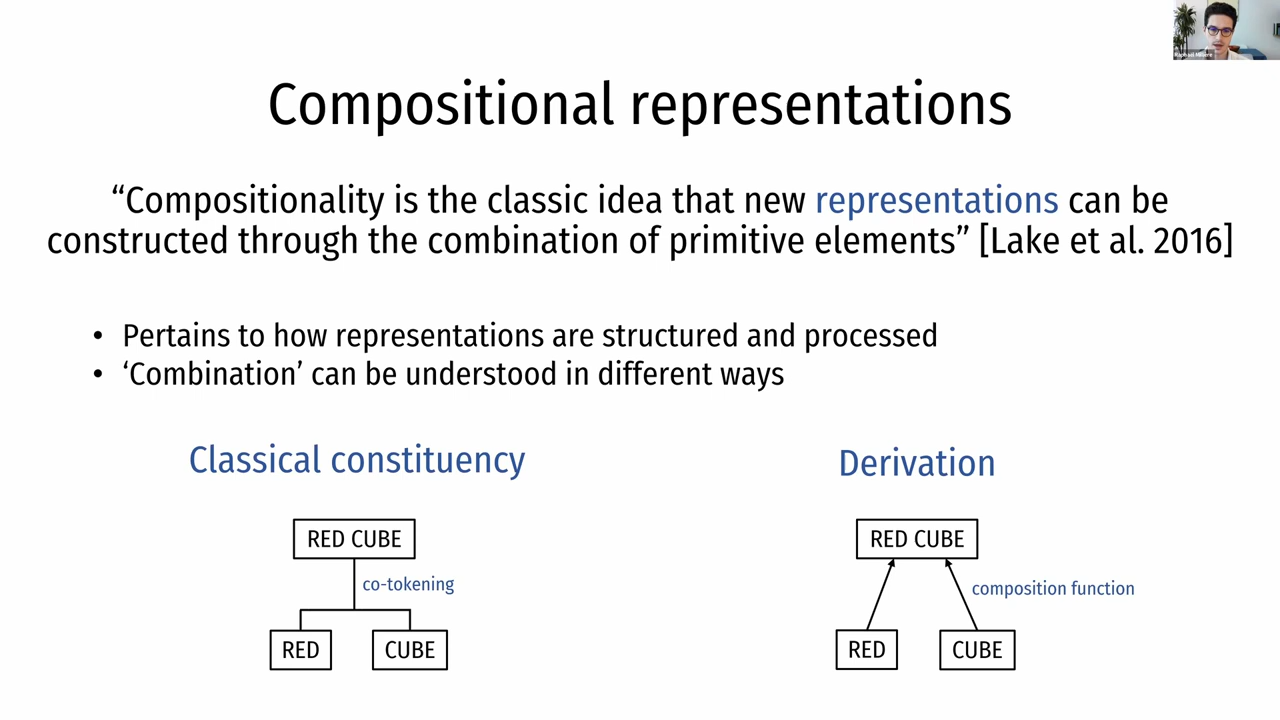 Compositional representations
“Compositionality is the classic idea that new representations can be
constructed through the combination of primitive elements” [Lake et al. 2016]
• Pertains to how representations are structured and processed
• ‘Combination’ can be understood in different ways
Classical constituency
RED CUBE
co-tokening
RED
CUBE
Derivation
RED CUBE
composition function
RED
CUBE